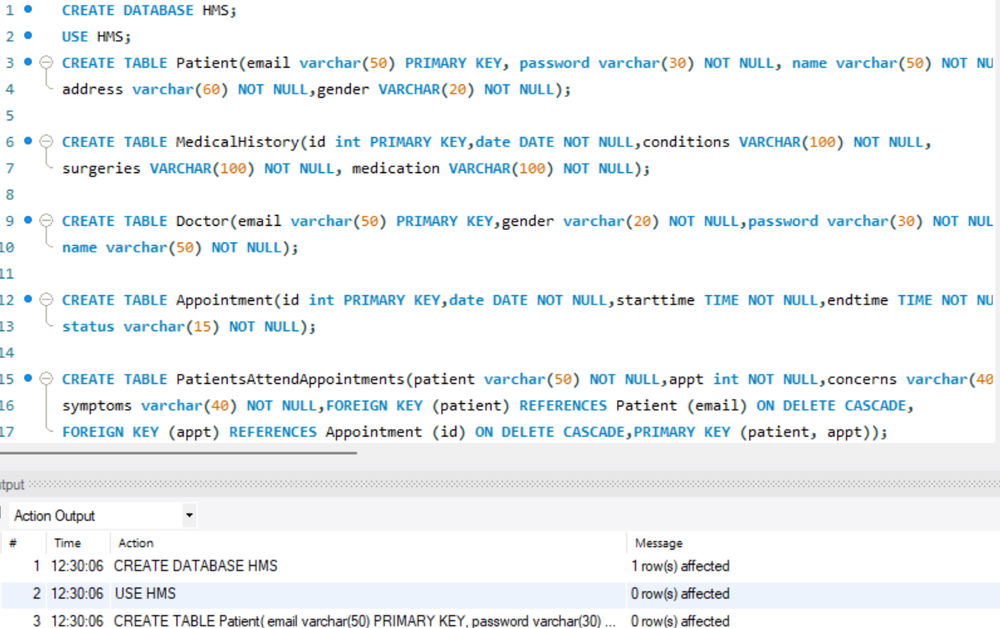 1 CREATE DATABASE HMS;
2 USE HMS;
3 CREATE TABLE Patient(email varchar(50) PRIMARY KEY, password varchar(30) NOT NULL, name varchar(50) NOT NU
4 address varchar(60) NOT NULL,gender VARCHAR(20) NOT NULL);
5
6 CREATE TABLE MedicalHistory(id int PRIMARY KEY,date DATE NOT NULL,conditions VARCHAR(100) NOT NULL,
7 surgeries VARCHAR(100) NOT NULL, medication VARCHAR(100) NOT NULL);
8
9 CREATE TABLE Doctor(email varchar(50) PRIMARY KEY,gender varchar(20) NOT NULL,password varchar(30) NOT NUL
10 name varchar(50) NOT NULL);
11
12 CREATE TABLE Appointment(id int PRIMARY KEY,date DATE NOT NULL,starttime TIME NOT NULL,endtime TIME NOT NU
13 status varchar(15) NOT NULL);
14
15 CREATE TABLE PatientsAttendAppointments(patient varchar(50) NOT NULL,appt int NOT NULL,concerns varchar(40
16 symptoms varchar(40) NOT NULL,FOREIGN KEY (patient) REFERENCES Patient (email) ON DELETE CASCADE,
17 FOREIGN KEY (appt) REFERENCES Appointment (id) ON DELETE CASCADE,PRIMARY KEY (patient, appt));
tput
Action Output
# Time Action Message
1 12:30:06 CREATE DATABASE HMS 1 row(s) affected
2 12:30:06 USE HMS 0 row(s) affected
3 12:30:06 CREATE TABLE Patient( email varchar(50) PRIMARY KEY, password varchar(30) ... 0 row(s) affected